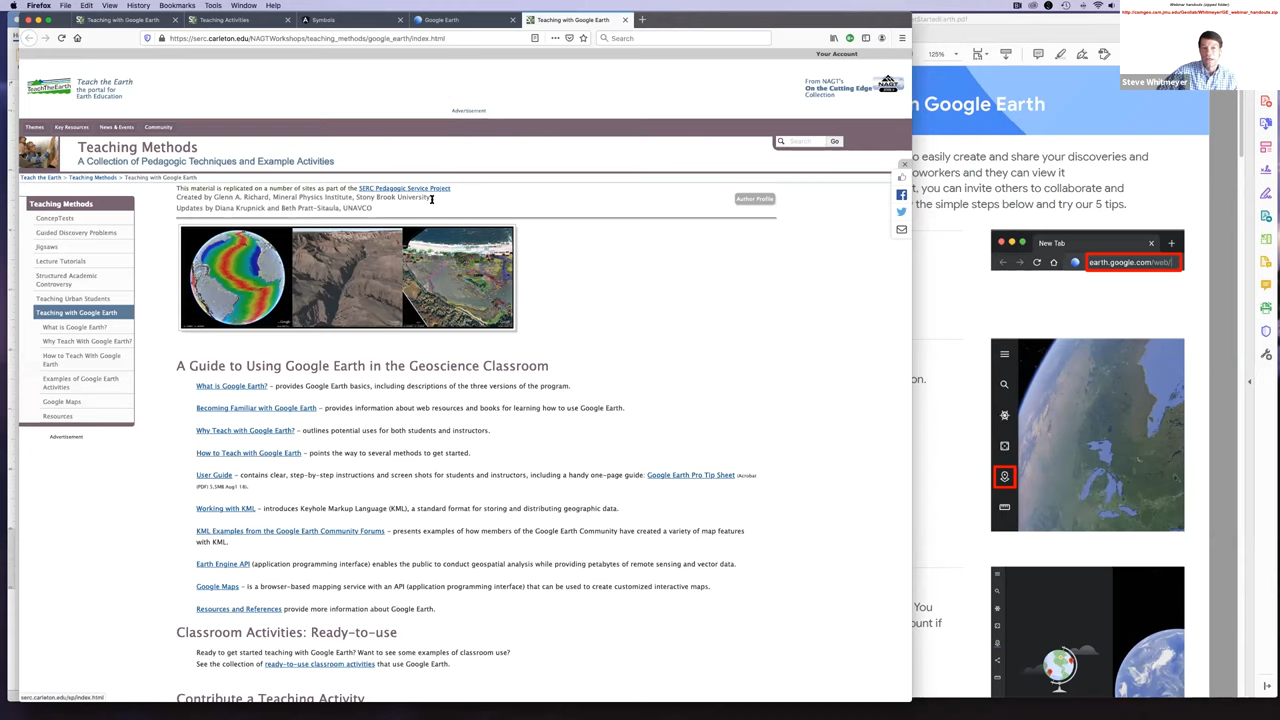 Firefox File Edit View History Bookmarks Tools Window Help
Webinar handouts (zipped folder)
Teaching with Google Earth
Teaching Activities
Symbols
Google Earth
Teaching with Google Earth
https://serc.carleton.edu/NAGTWorkshops/teaching_methods/google_earth/index.html
Search
125%
Steve Whitmeyer
Your Account
Teach the Earth
the portal for
Earth Education
TeachTheEarth
From NAGT's
On the Cutting Edge
Collection
NAGT
Advertisement
Themes Key Resources News & Events Community
Teaching Methods
A Collection of Pedagogic Techniques and Example Activities
Search Go
Teach the Earth > Teaching Methods > Teaching with Google Earth
This material is replicated on a number of sites as part of the SERC Pedagogic Service Project
Created by Glenn A. Richard, Mineral Physics Institute, Stony Brook University
Updates by Diana Krupnick and Beth Pratt-Sitaula, UNAVCO
Author Profile
Teaching Methods
ConcepTests
Guided Discovery Problems
Jigsaws
Lecture Tutorials
Structured Academic
Controversy
Teaching Urban Students
Teaching with Google Earth
What is Google Earth?
Why Teach With Google Earth?
How to Teach With Google
Earth
Examples of Google Earth
Activities
Google Maps
Resources
Advertisement
A Guide to Using Google Earth in the Geoscience Classroom
What is Google Earth? - provides Google Earth basics, including descriptions of the three versions of the program.
Becoming Familiar with Google Earth - provides information about web resources and books for learning how to use Google Earth.
Why Teach with Google Earth? - outlines potential uses for both students and instructors.
How to Teach with Google Earth - points the way to several methods to get started.
User Guide - contains clear, step-by-step instructions and screen shots for students and instructors, including a handy one-page guide: Google Earth Pro Tip Sheet (Acrobat
(PDF) 5.5MB Aug1 18).
Working with KML - introduces Keyhole Markup Language (KML), a standard format for storing and distributing geographic data.
KML Examples from the Google Earth Community Forums - presents examples of how members of the Google Earth Community have created a variety of map features
with KML.
Earth Engine API (application programming interface) enables the public to conduct geospatial analysis while providing petabytes of remote sensing and vector data.
Google Maps - is a browser-based mapping service with an API (application programming interface) that can be used to create customized interactive maps.
Resources and References provide more information about Google Earth.
Classroom Activities: Ready-to-use
Ready to get started teaching with Google Earth? Want to see some examples of classroom use?
See the collection of ready-to-use classroom activities that use Google Earth.
Contribute a Teaching Activity
serc.carleton.edu/sp/index.html
n Google Earth
o easily create and share your discoveries and
oworkers and they can view it
t, you can invite others to collaborate and
y the simple steps below and try our 5 tips.
New Tab
earth.google.com/web/
on.
You
ount if